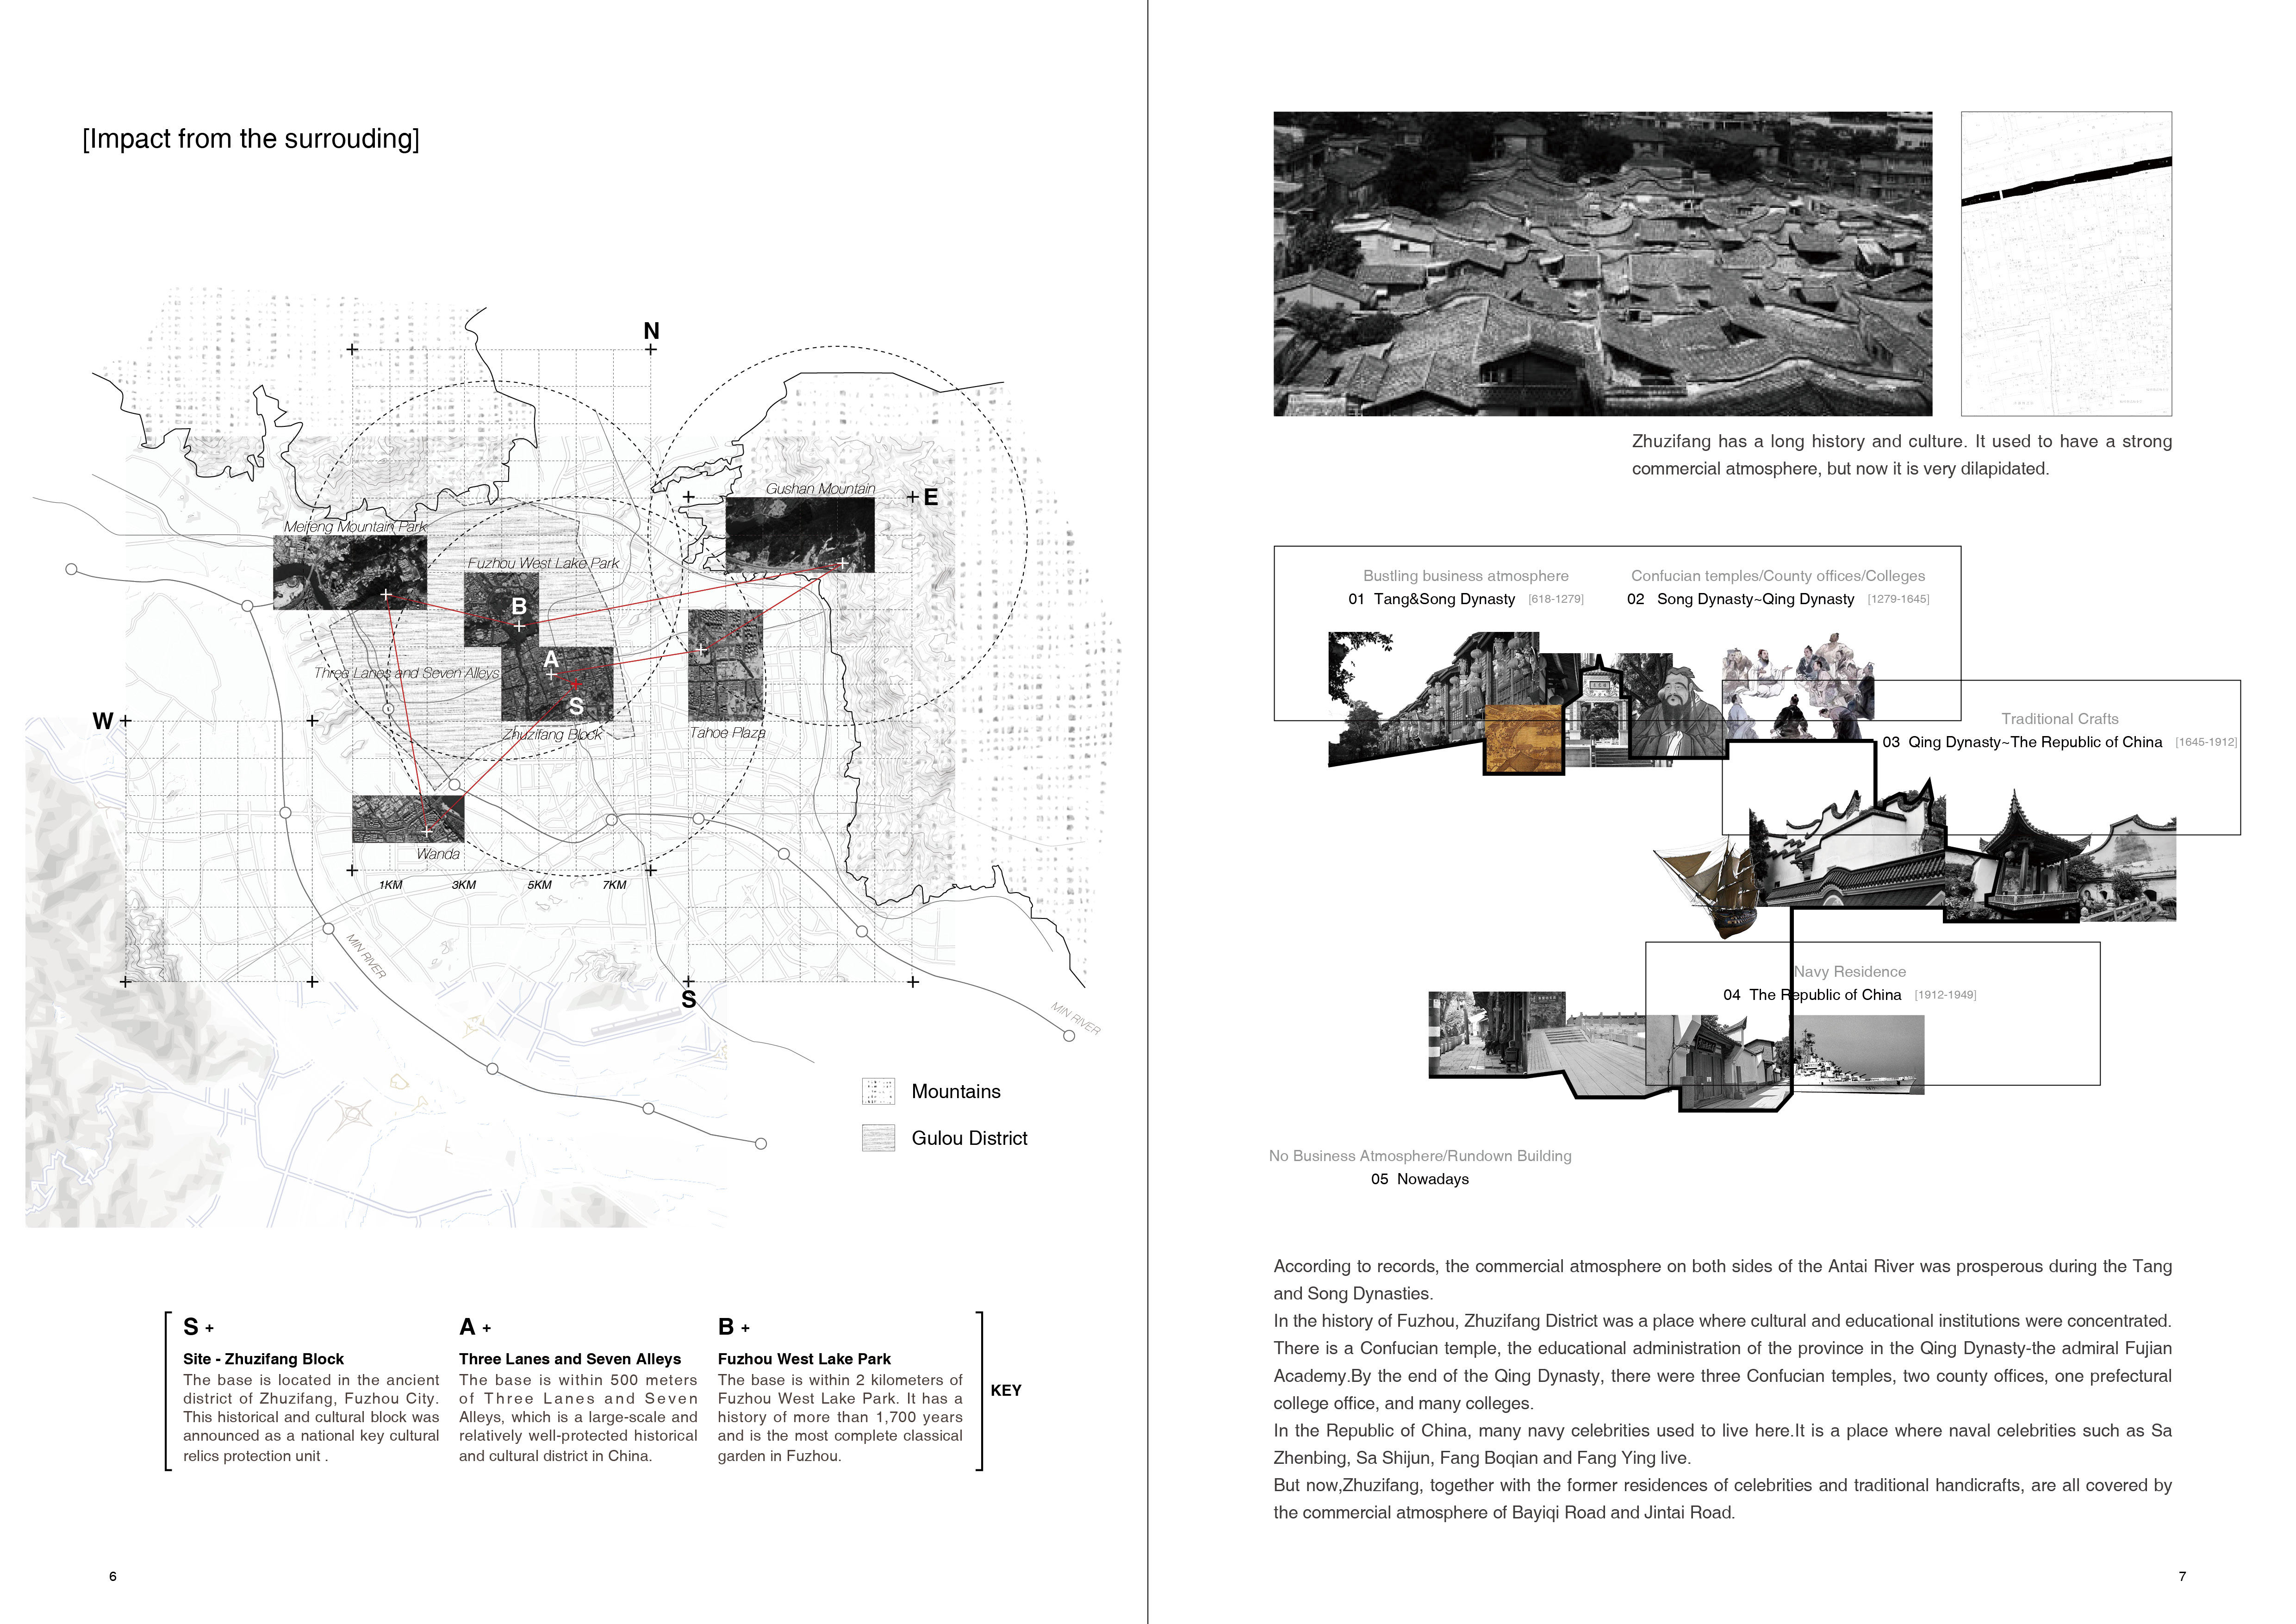 [Impact from the surrouding]
N
Gushan Mountain
E
Meifeng Mountain Park
Fuzhou West Lake Park
B
A
Three Lanes and Seven Alleys
S
W
Zhuzifang Block
Tahoe Plaza
Wanda
1KM
3KM
5KM
7KM
MIN RIVER
S
MIN RIVER
Mountains
Gulou District
S +
Site - Zhuzifang Block
The base is located in the ancient
district of Zhuzifang, Fuzhou City.
This historical and cultural block was
announced as a national key cultural
relics protection unit .
A +
Three Lanes and Seven Alleys
The base is within 500 meters
of Three Lanes and Seven
Alleys, which is a large-scale and
relatively well-protected historical
and cultural district in China.
B +
Fuzhou West Lake Park
The base is within 2 kilometers of
Fuzhou West Lake Park. It has a
history of more than 1,700 years
and is the most complete classical
garden in Fuzhou.
KEY
6
Zhuzifang has a long history and culture. It used to have a strong
commercial atmosphere, but now it is very dilapidated.
Bustling business atmosphere
01 Tang&Song Dynasty [618-1279]
Confucian temples/County offices/Colleges
02 Song Dynasty~Qing Dynasty [1279-1645]
Traditional Crafts
03 Qing Dynasty~The Republic of China [1645-1912]
Navy Residence
04 The Republic of China [1912-1949]
No Business Atmosphere/Rundown Building
05 Nowadays
According to records, the commercial atmosphere on both sides of the Antai River was prosperous during the Tang
and Song Dynasties.
In the history of Fuzhou, Zhuzifang District was a place where cultural and educational institutions were concentrated.
There is a Confucian temple, the educational administration of the province in the Qing Dynasty-the admiral Fujian
Academy.By the end of the Qing Dynasty, there were three Confucian temples, two county offices, one prefectural
college office, and many colleges.
In the Republic of China, many navy celebrities used to live here.It is a place where naval celebrities such as Sa
Zhenbing, Sa Shijun, Fang Boqian and Fang Ying live.
But now,Zhuzifang, together with the former residences of celebrities and traditional handicrafts, are all covered by
the commercial atmosphere of Bayiqi Road and Jintai Road.
7